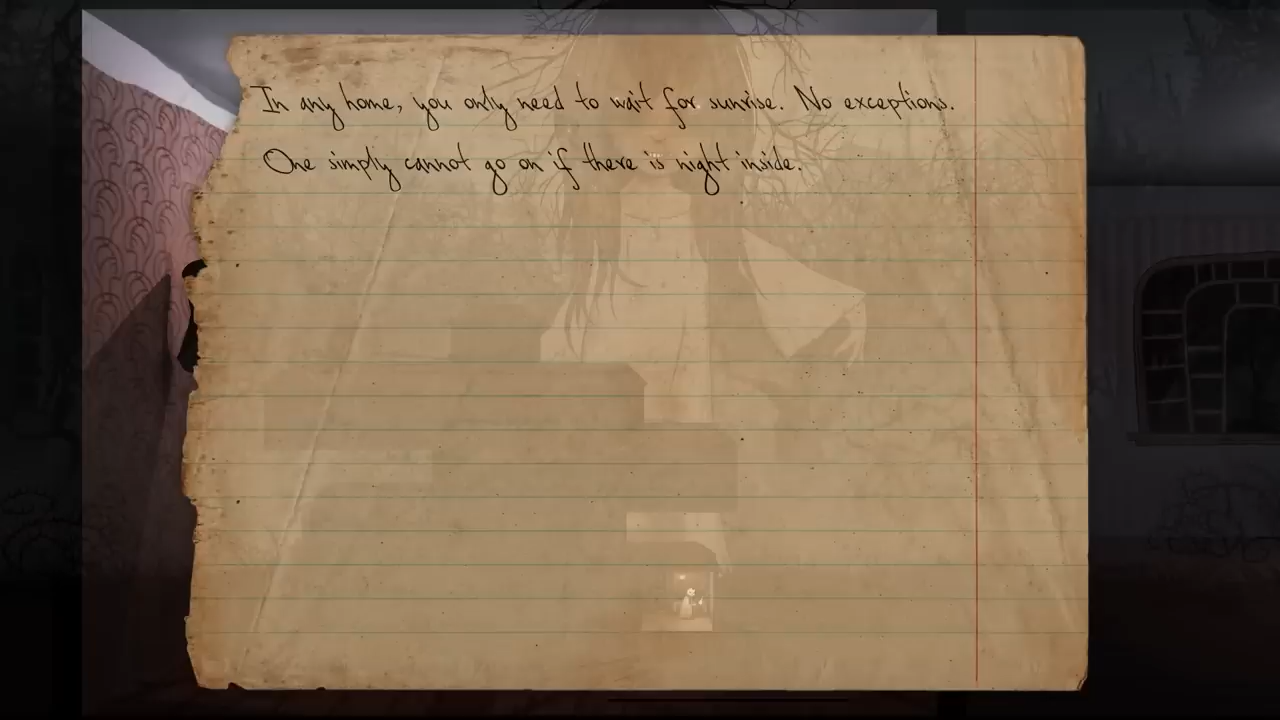 In any home, you only need to wait for sunrise. No exceptions.
One simply cannot go on if there is night inside.